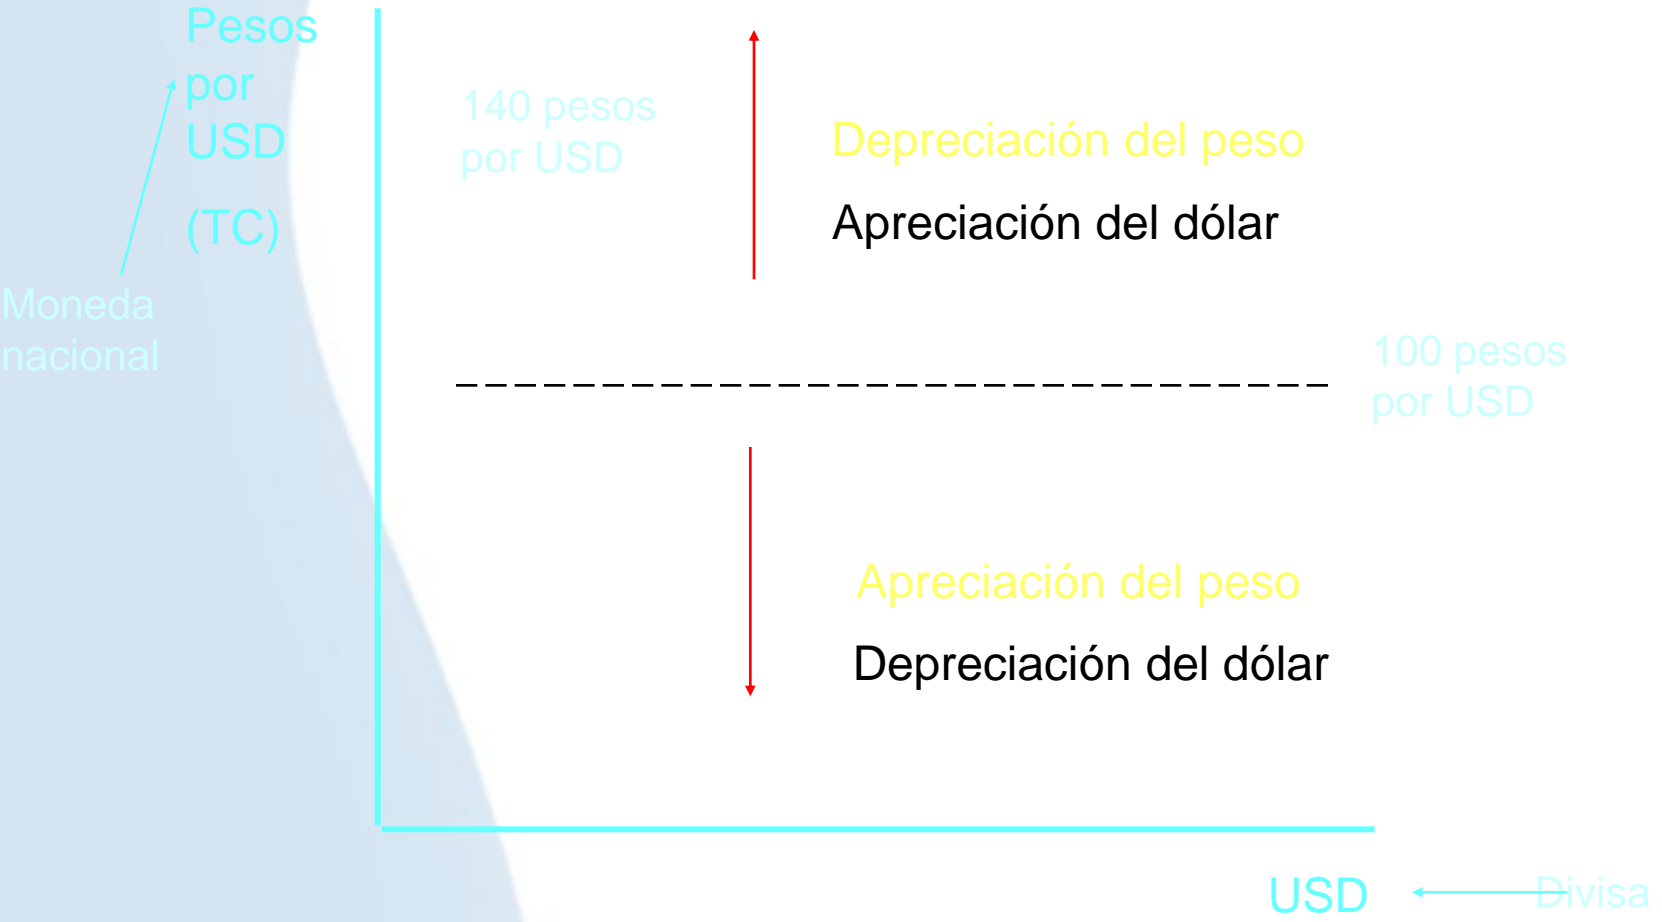 Pesos
por
USD
(TC)
140 pesos
por USD
Depreciación del peso
Apreciación del dólar
Moneda
nacional
100 pesos
por USD
Apreciación del peso
Depreciación del dólar
USD
Divisa